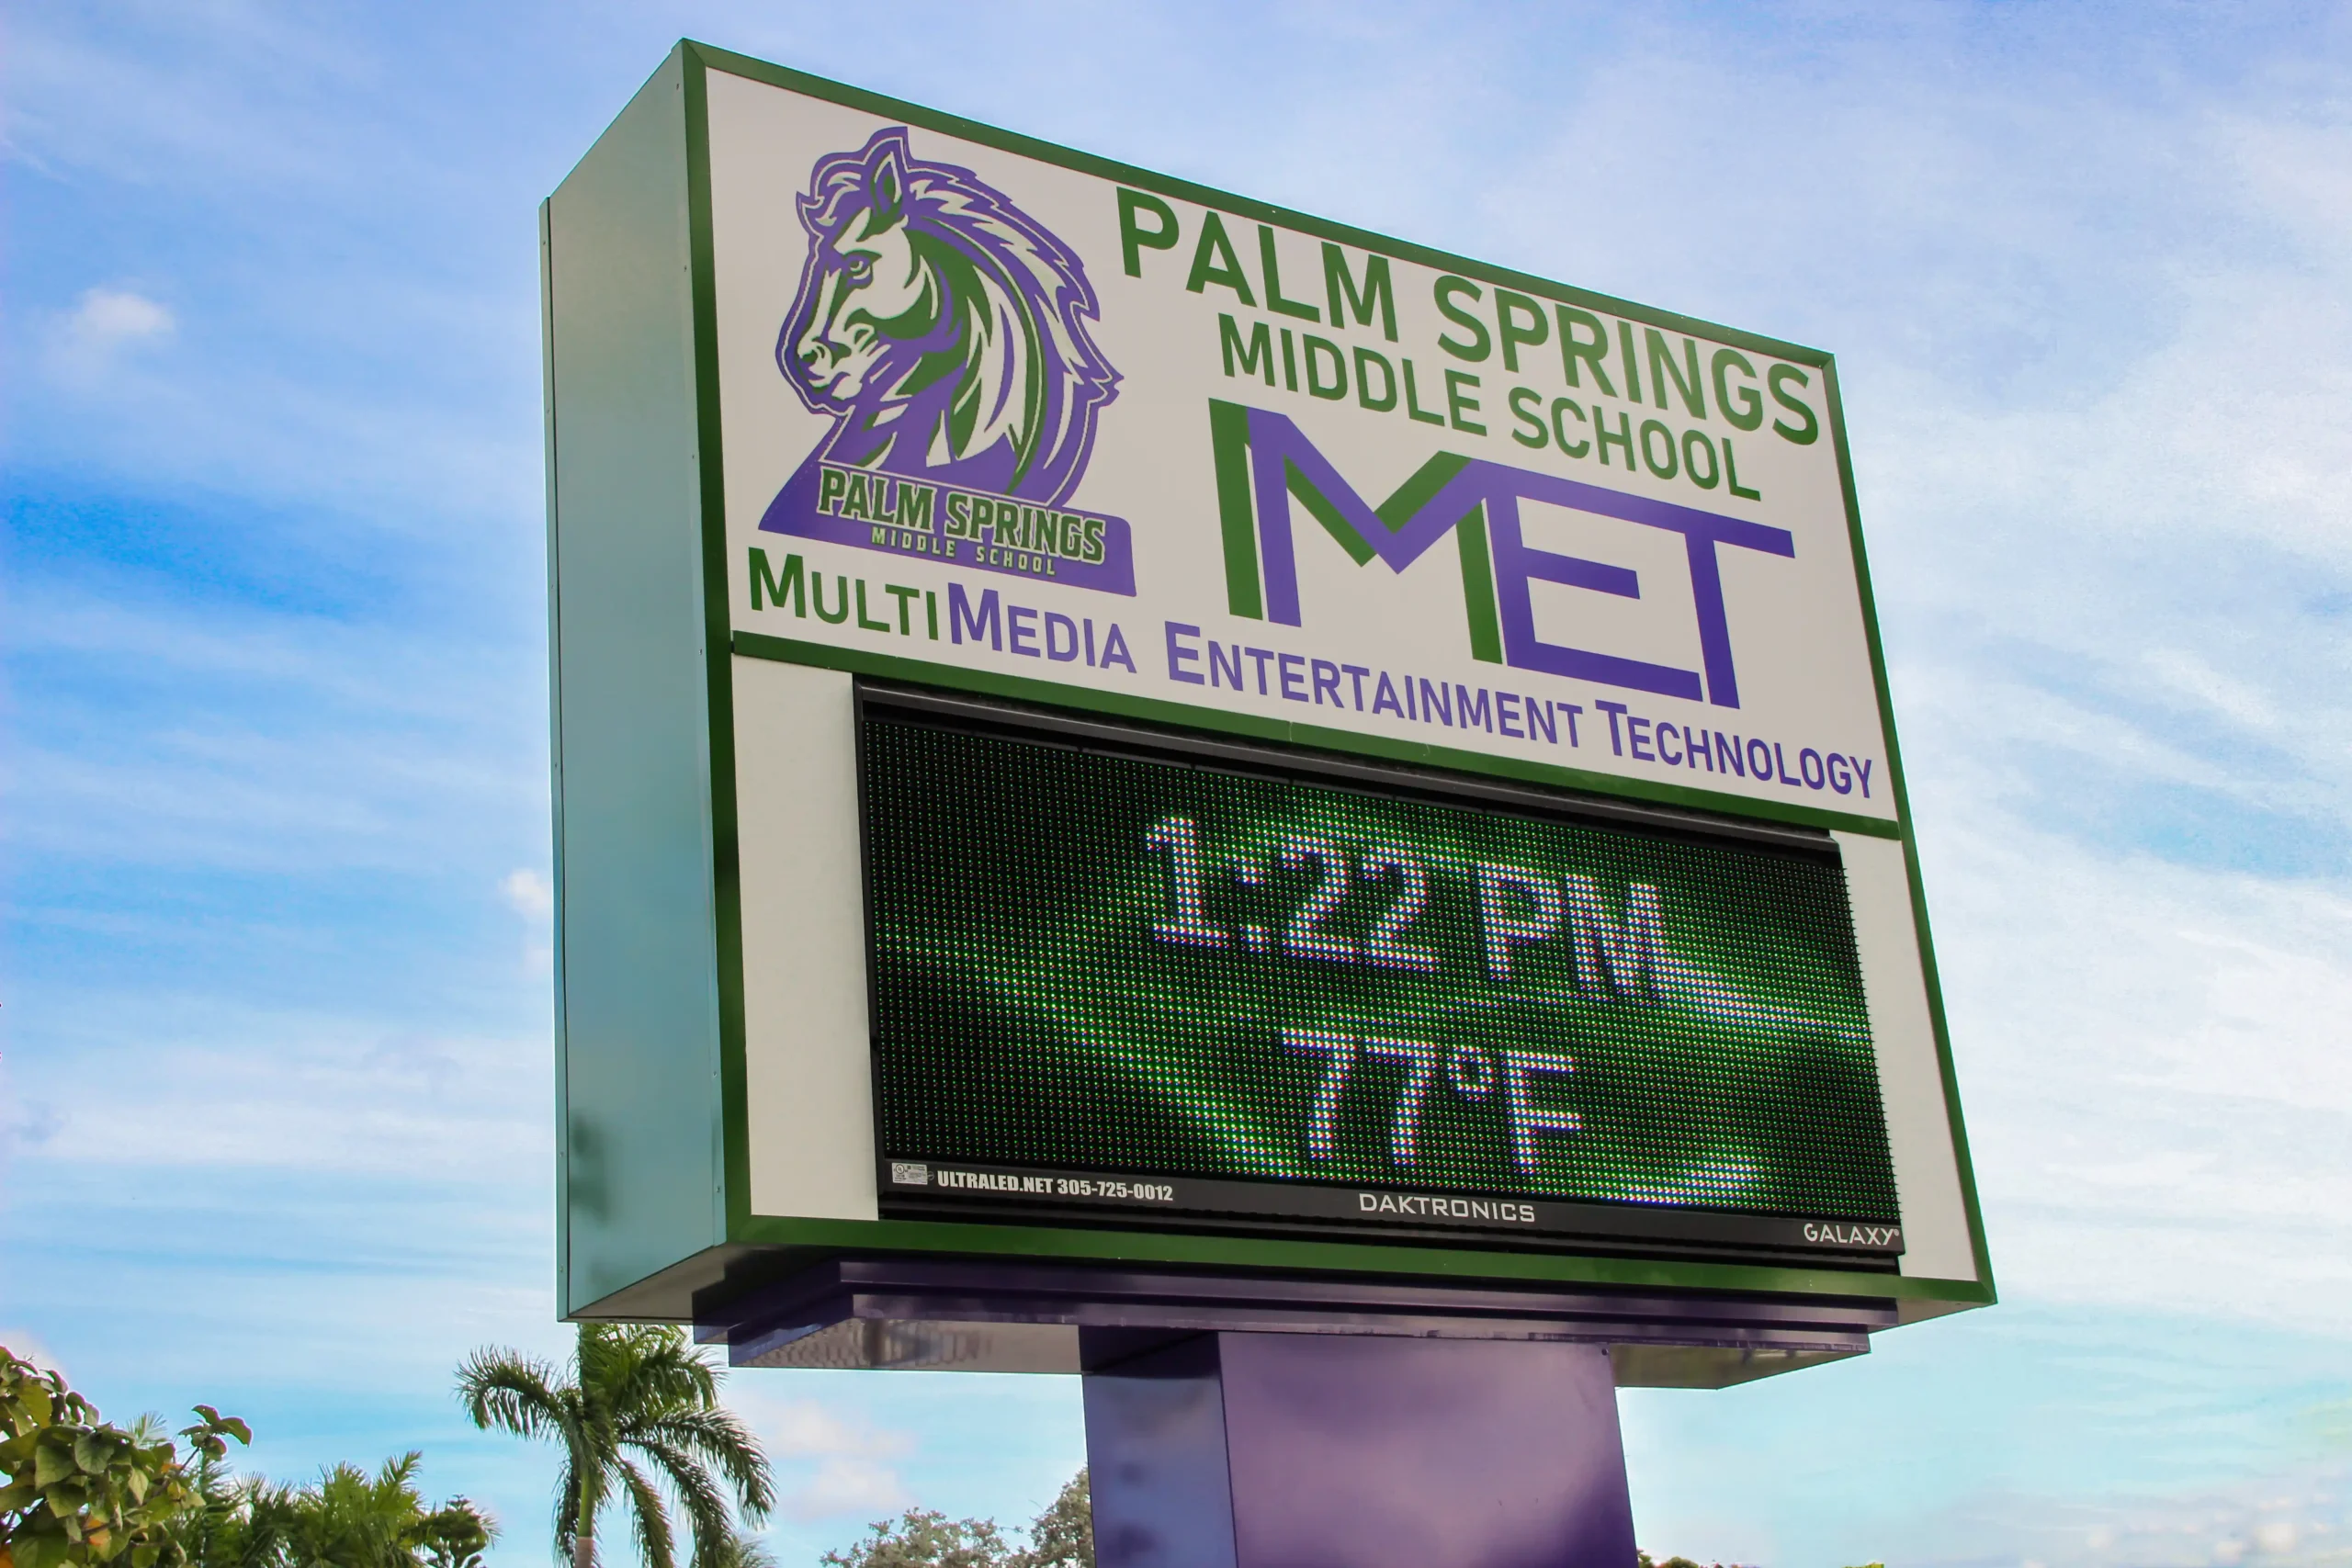 PALM SPRINGS
MIDDLE SCHOOL
MET
PALM SPRINGS
MIDDLE SCHOOL
MULTIMEDIA ENTERTAINMENT TECHNOLOGY
1:22 PM
77°F
ULTRALED.NET 305-725-0012
DAKTRONICS
GALAXY®